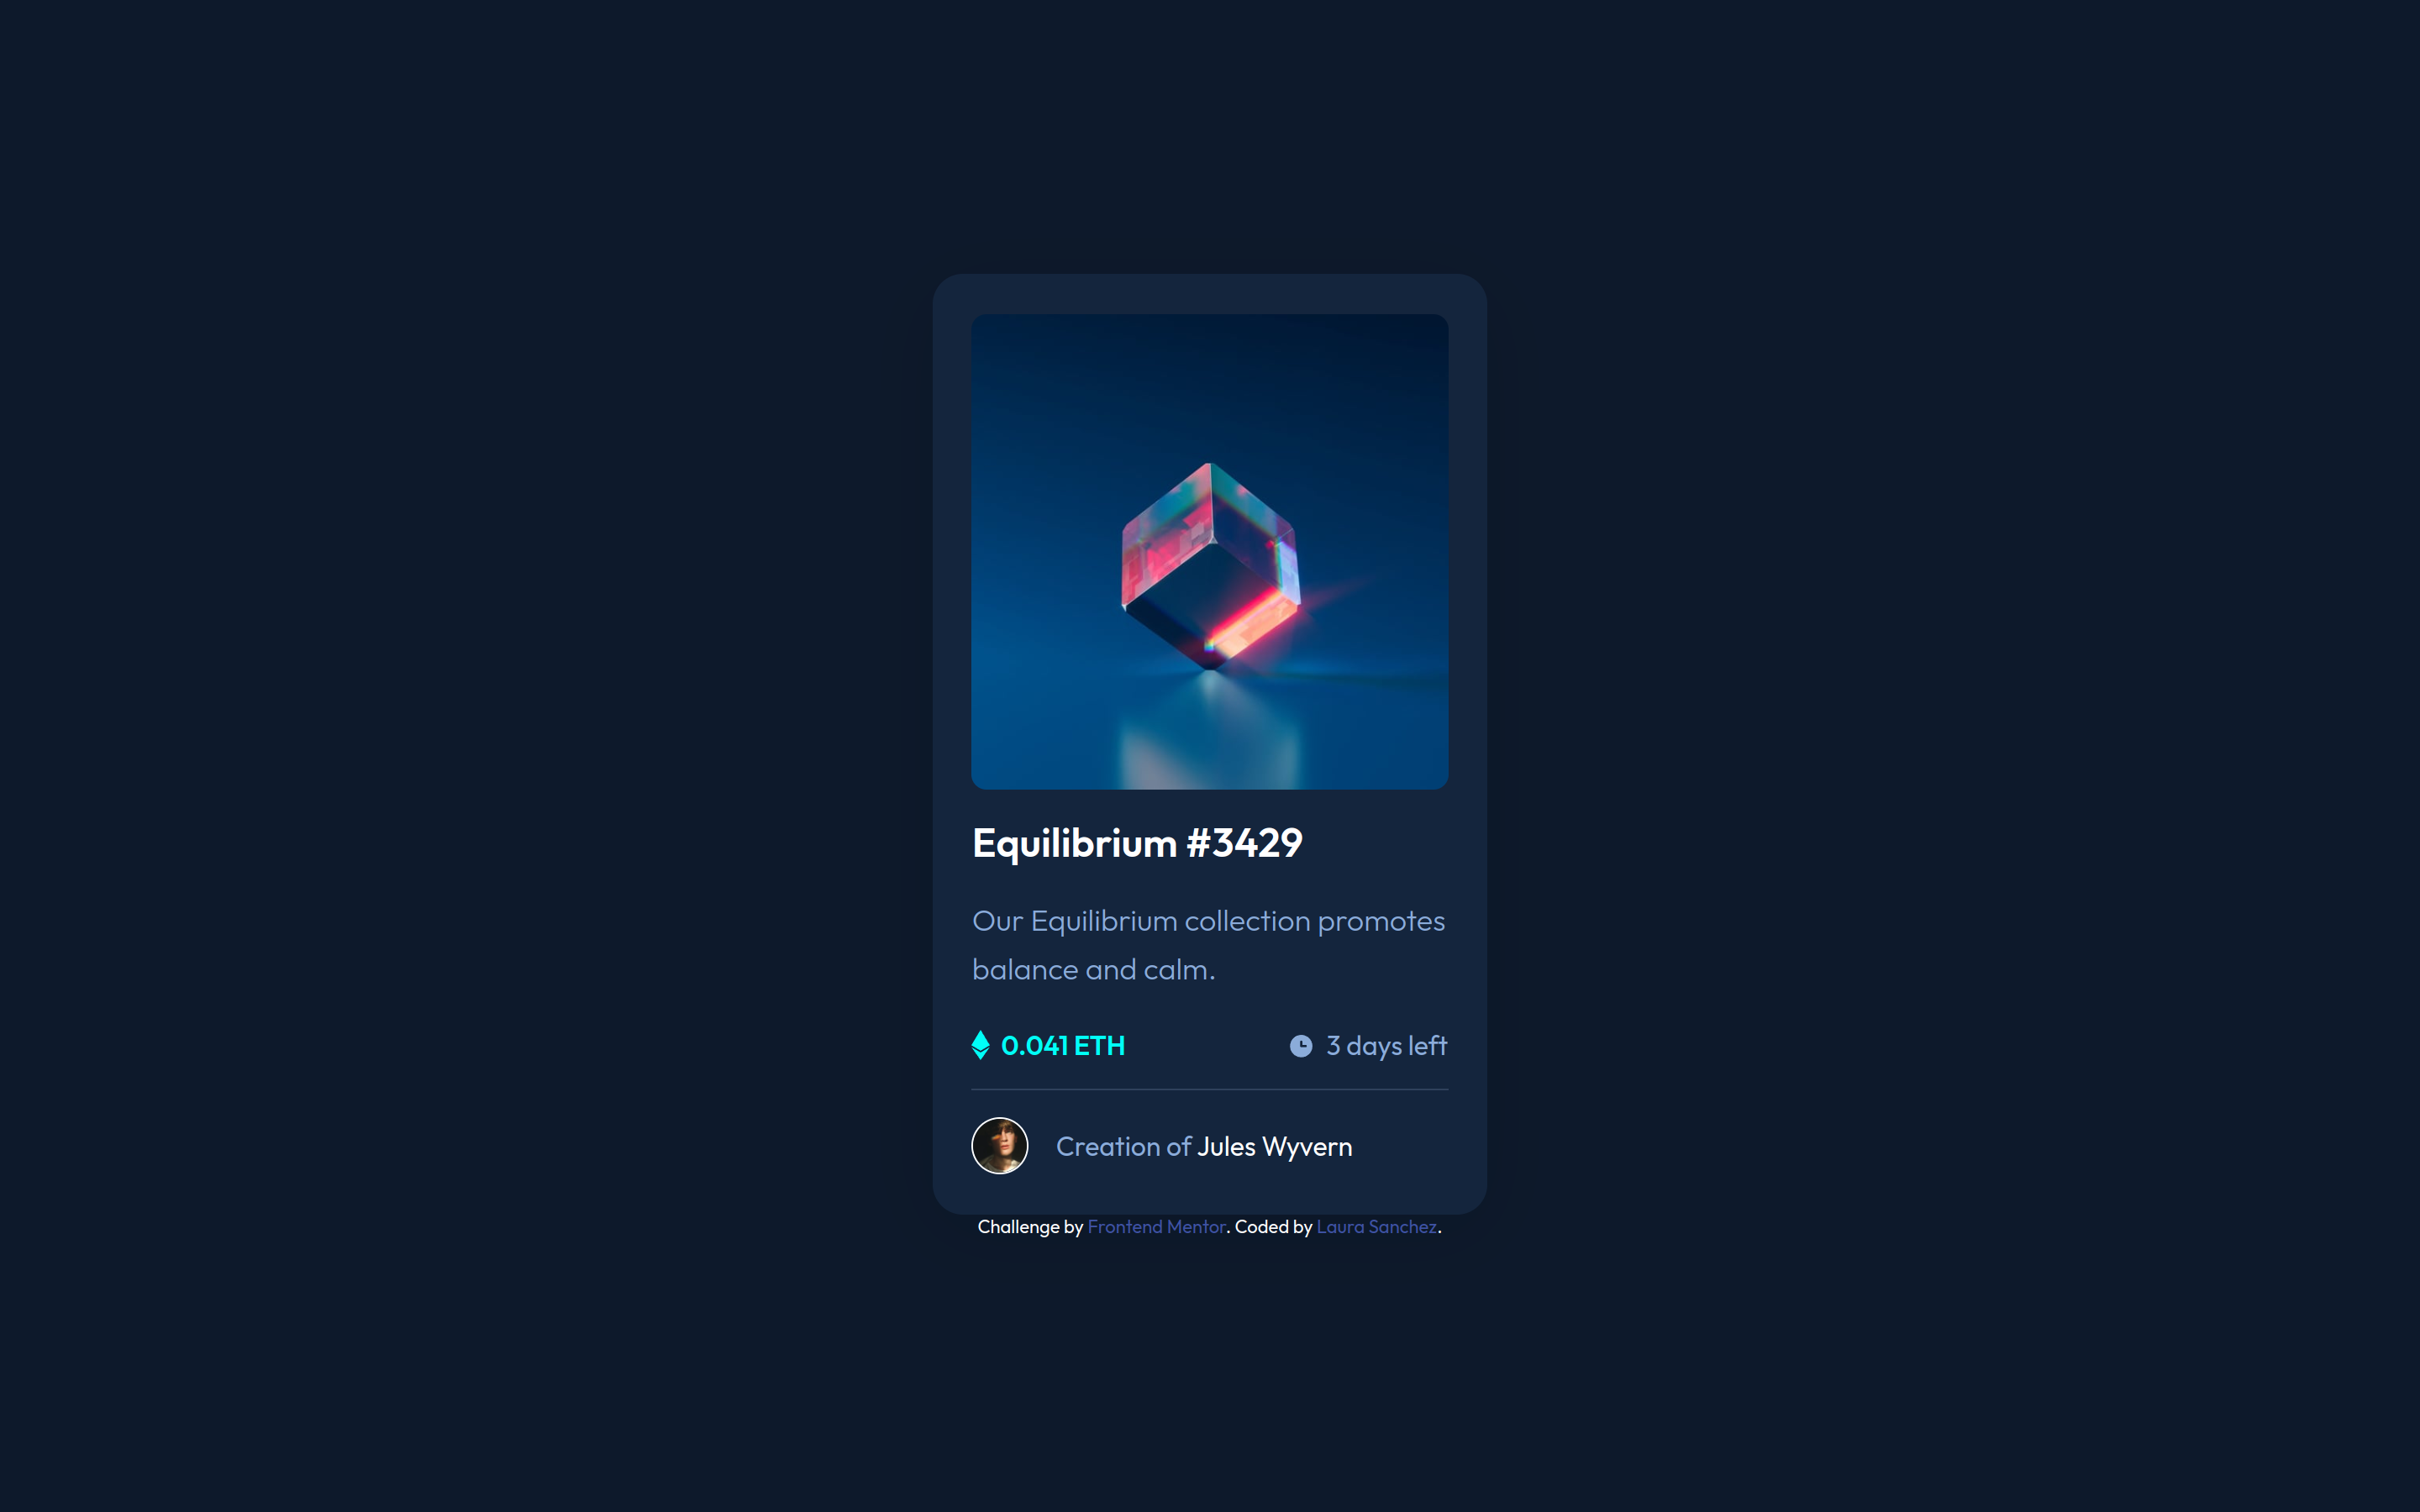 Equilibrium #3429
Our Equilibrium collection promotes
balance and calm.
0.041 ETH
3 days left
Creation of Jules Wyvern
Challenge by Frontend Mentor. Coded by Laura Sanchez.